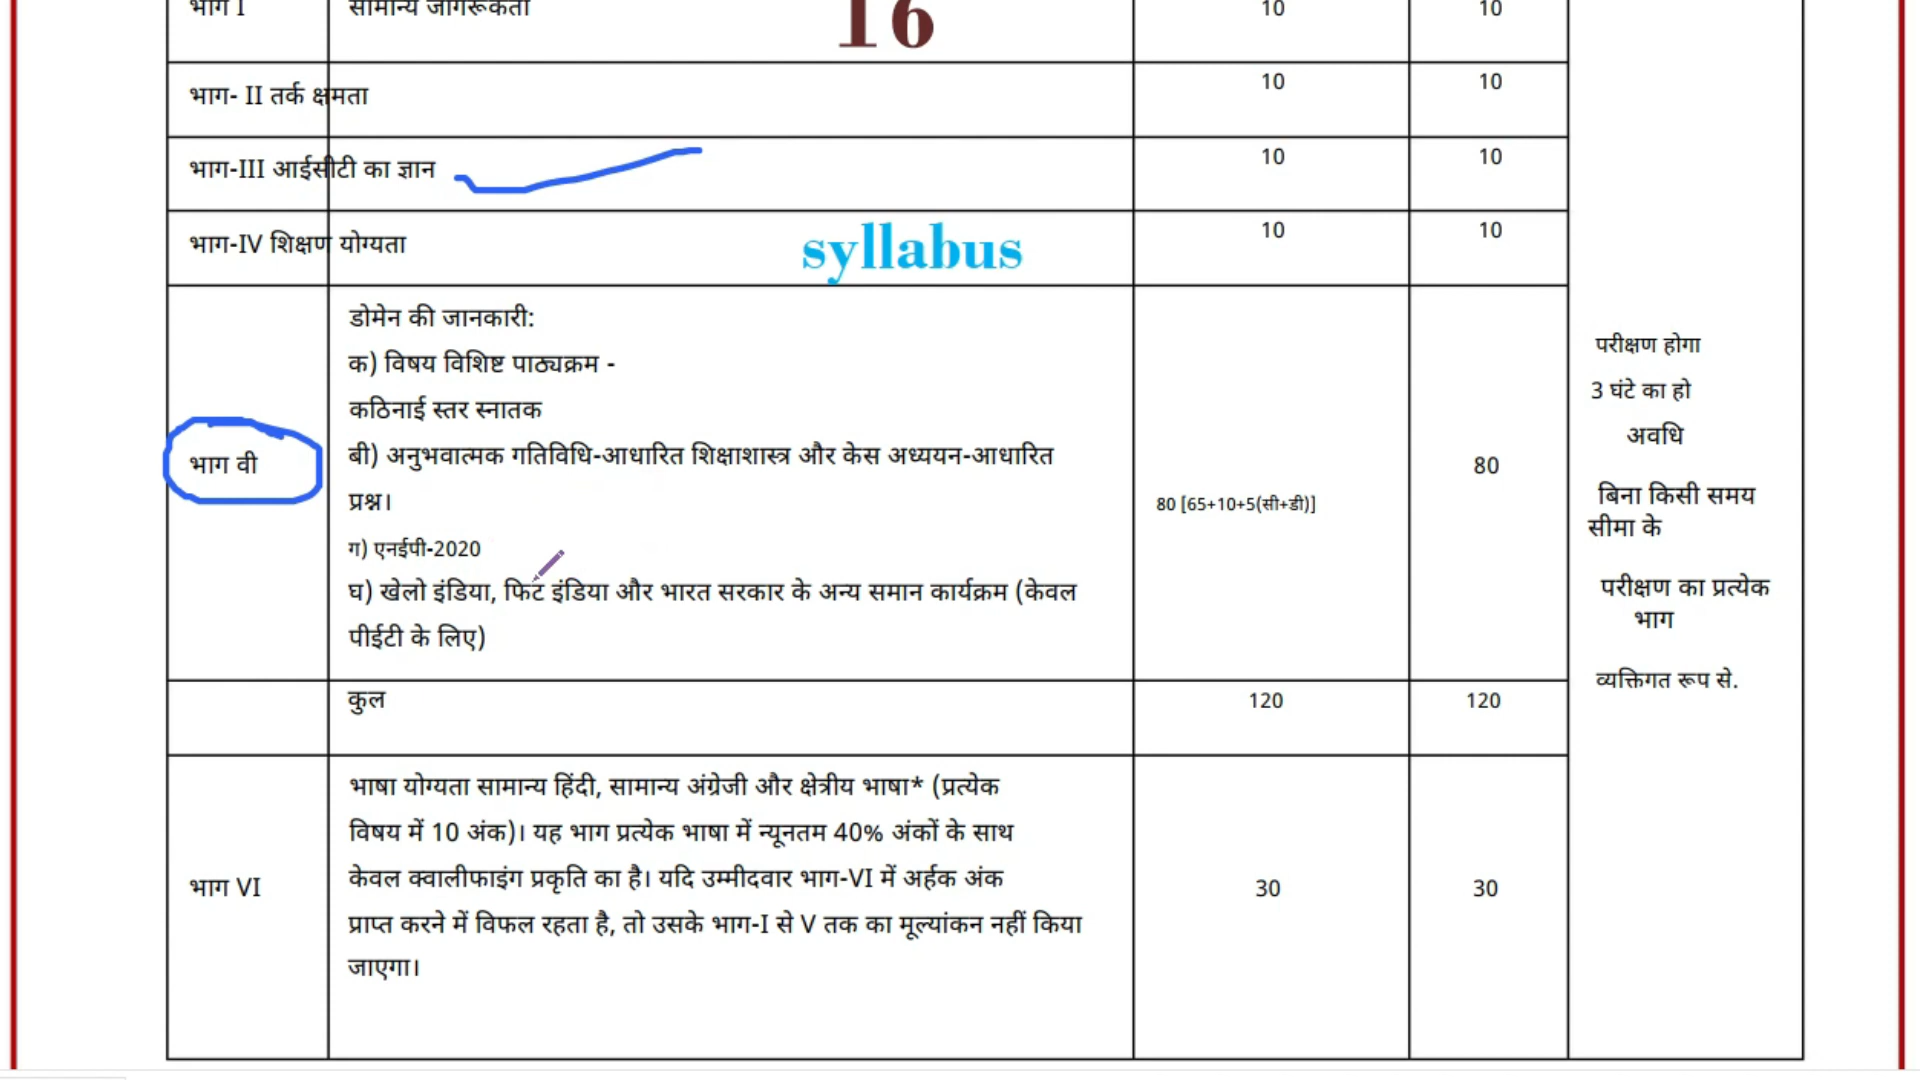 भाग I सामान्य जागरूकता 16 10 10
भाग- II तर्क क्षमता 10 10
भाग-III आईसीटी का ज्ञान 10 10
भाग-IV शिक्षण योग्यता syllabus 10 10
भाग वी
डोमेन की जानकारी:
क) विषय विशिष्ट पाठ्यक्रम -
कठिनाई स्तर स्नातक
बी) अनुभवात्मक गतिविधि-आधारित शिक्षाशास्त्र और केस अध्ययन-आधारित
प्रश्न।
ग) एनईपी-2020
घ) खेलो इंडिया, फिट इंडिया और भारत सरकार के अन्य समान कार्यक्रम (केवल
पीईटी के लिए)
80 [65+10+5(सी+डी)]
80
परीक्षण होगा
3 घंटे का हो
अवधि
बिना किसी समय
सीमा के
परीक्षण का प्रत्येक
भाग
व्यक्तिगत रूप से.
कुल 120 120
भाग VI
भाषा योग्यता सामान्य हिंदी, सामान्य अंग्रेजी और क्षेत्रीय भाषा* (प्रत्येक
विषय में 10 अंक)। यह भाग प्रत्येक भाषा में न्यूनतम 40% अंकों के साथ
केवल क्वालीफाइंग प्रकृति का है। यदि उम्मीदवार भाग-VI में अर्हक अंक
प्राप्त करने में विफल रहता है, तो उसके भाग-I से V तक का मूल्यांकन नहीं किया
जाएगा।
30
30